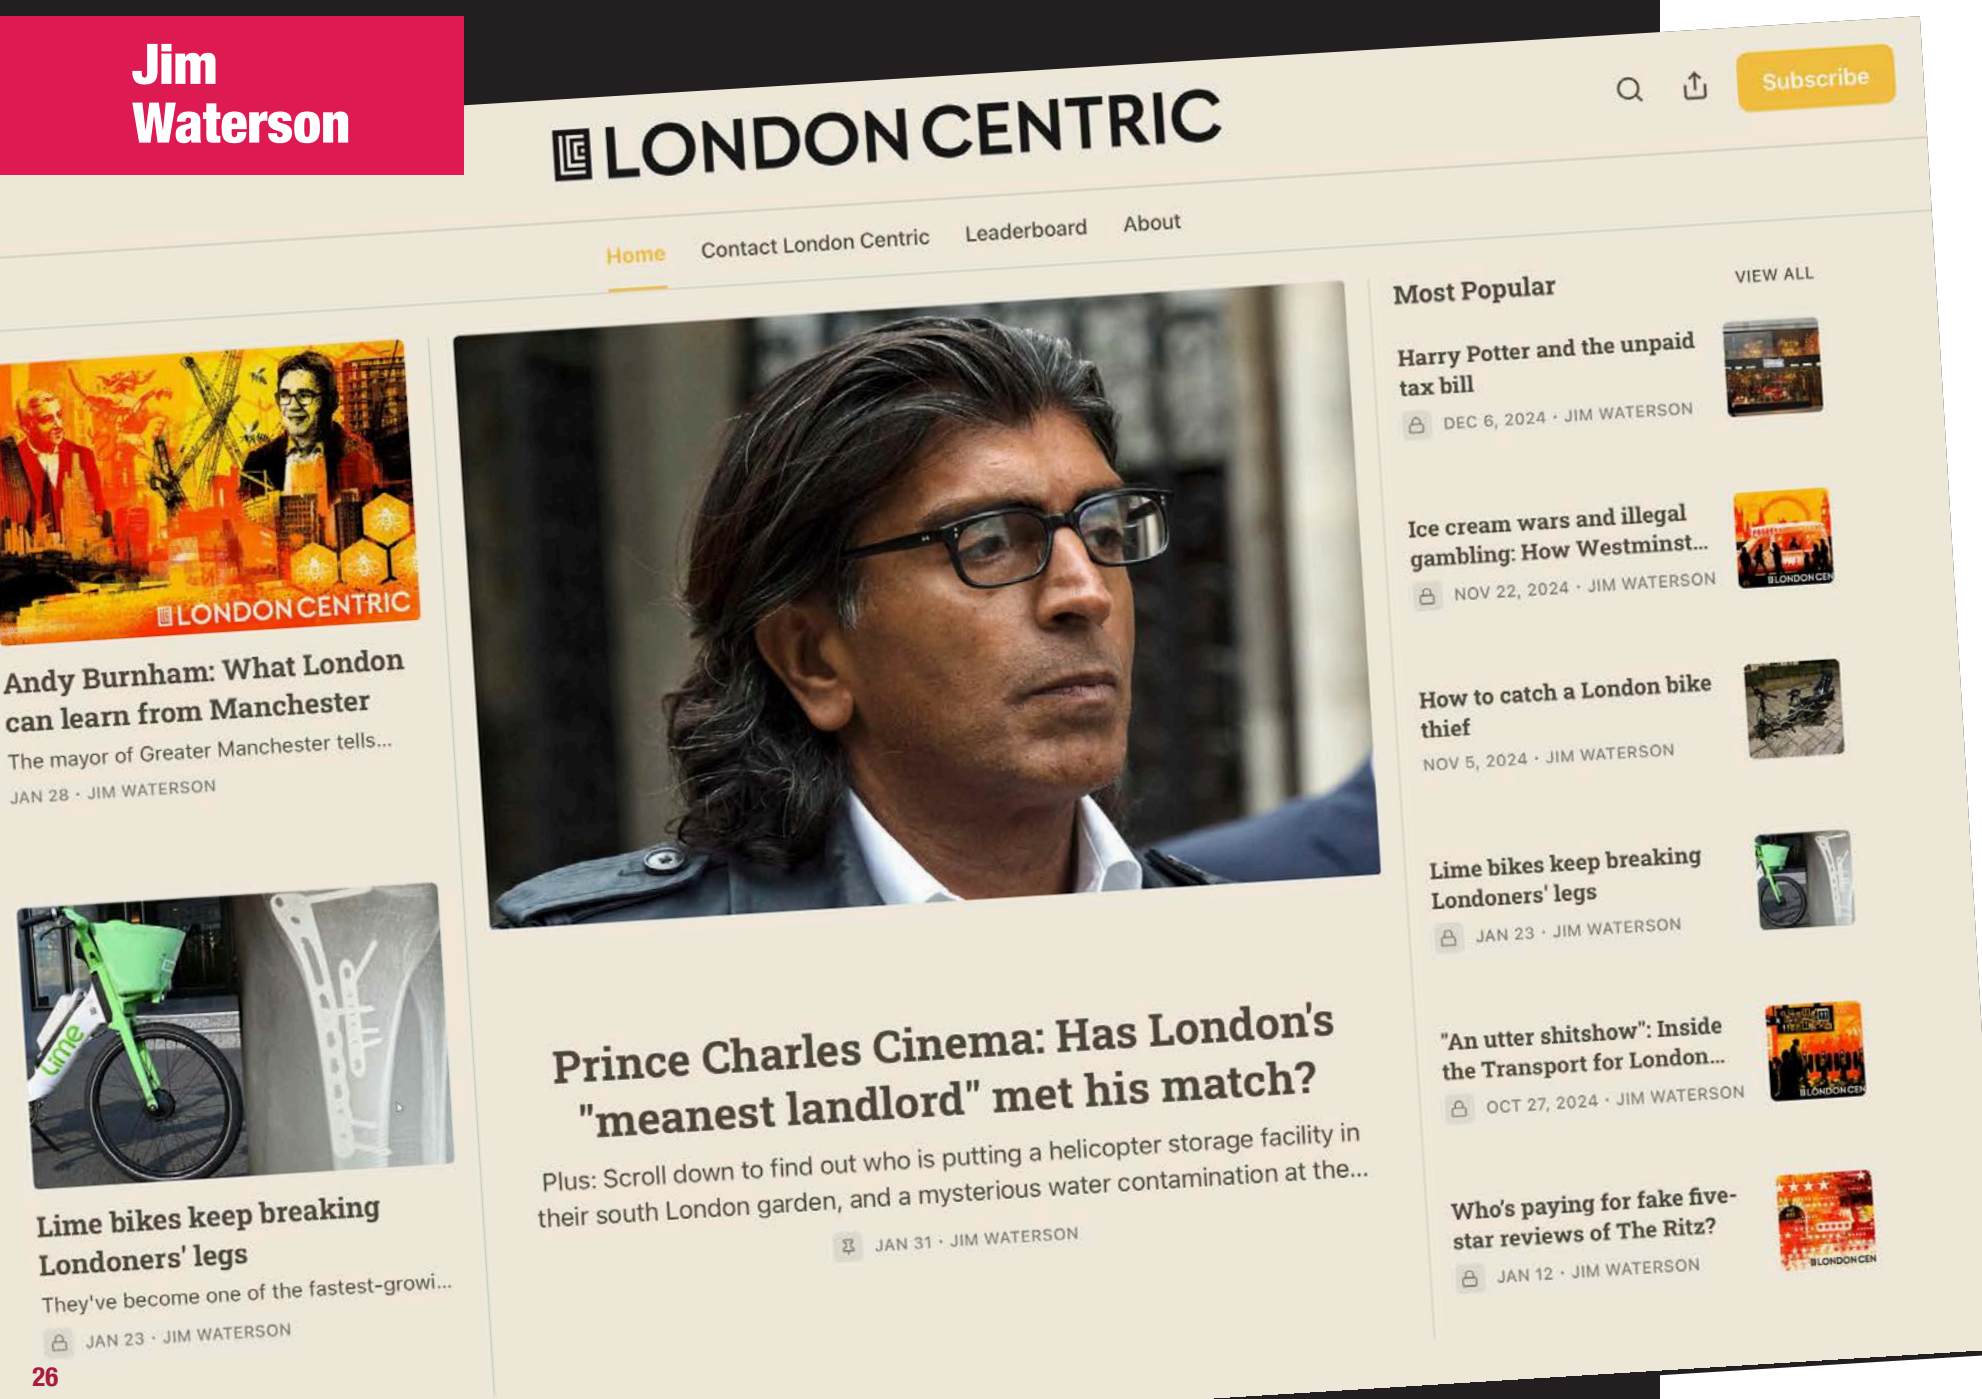 Jim
Waterson
LONDON CENTRIC
Subscribe
Home
Contact London Centric
Leaderboard
About
LONDON CENTRIC
Andy Burnham: What London
can learn from Manchester
The mayor of Greater Manchester tells...
JAN 28 · JIM WATERSON
Lime
Lime bikes keep breaking
Londoners' legs
They've become one of the fastest-growi...
JAN 23 · JIM WATERSON
Prince Charles Cinema: Has London's
"meanest landlord" met his match?
Plus: Scroll down to find out who is putting a helicopter storage facility in
their south London garden, and a mysterious water contamination at the...
JAN 31 · JIM WATERSON
Most Popular
VIEW ALL
Harry Potter and the unpaid
tax bill
DEC 6, 2024 · JIM WATERSON
Ice cream wars and illegal
gambling: How Westminst...
NOV 22, 2024 · JIM WATERSON
LONDON CEN
How to catch a London bike
thief
NOV 5, 2024 · JIM WATERSON
Lime bikes keep breaking
Londoners' legs
JAN 23 · JIM WATERSON
"An utter shitshow": Inside
the Transport for London...
OCT 27, 2024 · JIM WATERSON
LONDON CEN
Who's paying for fake five-
star reviews of The Ritz?
JAN 12 · JIM WATERSON
LONDON CEN
26